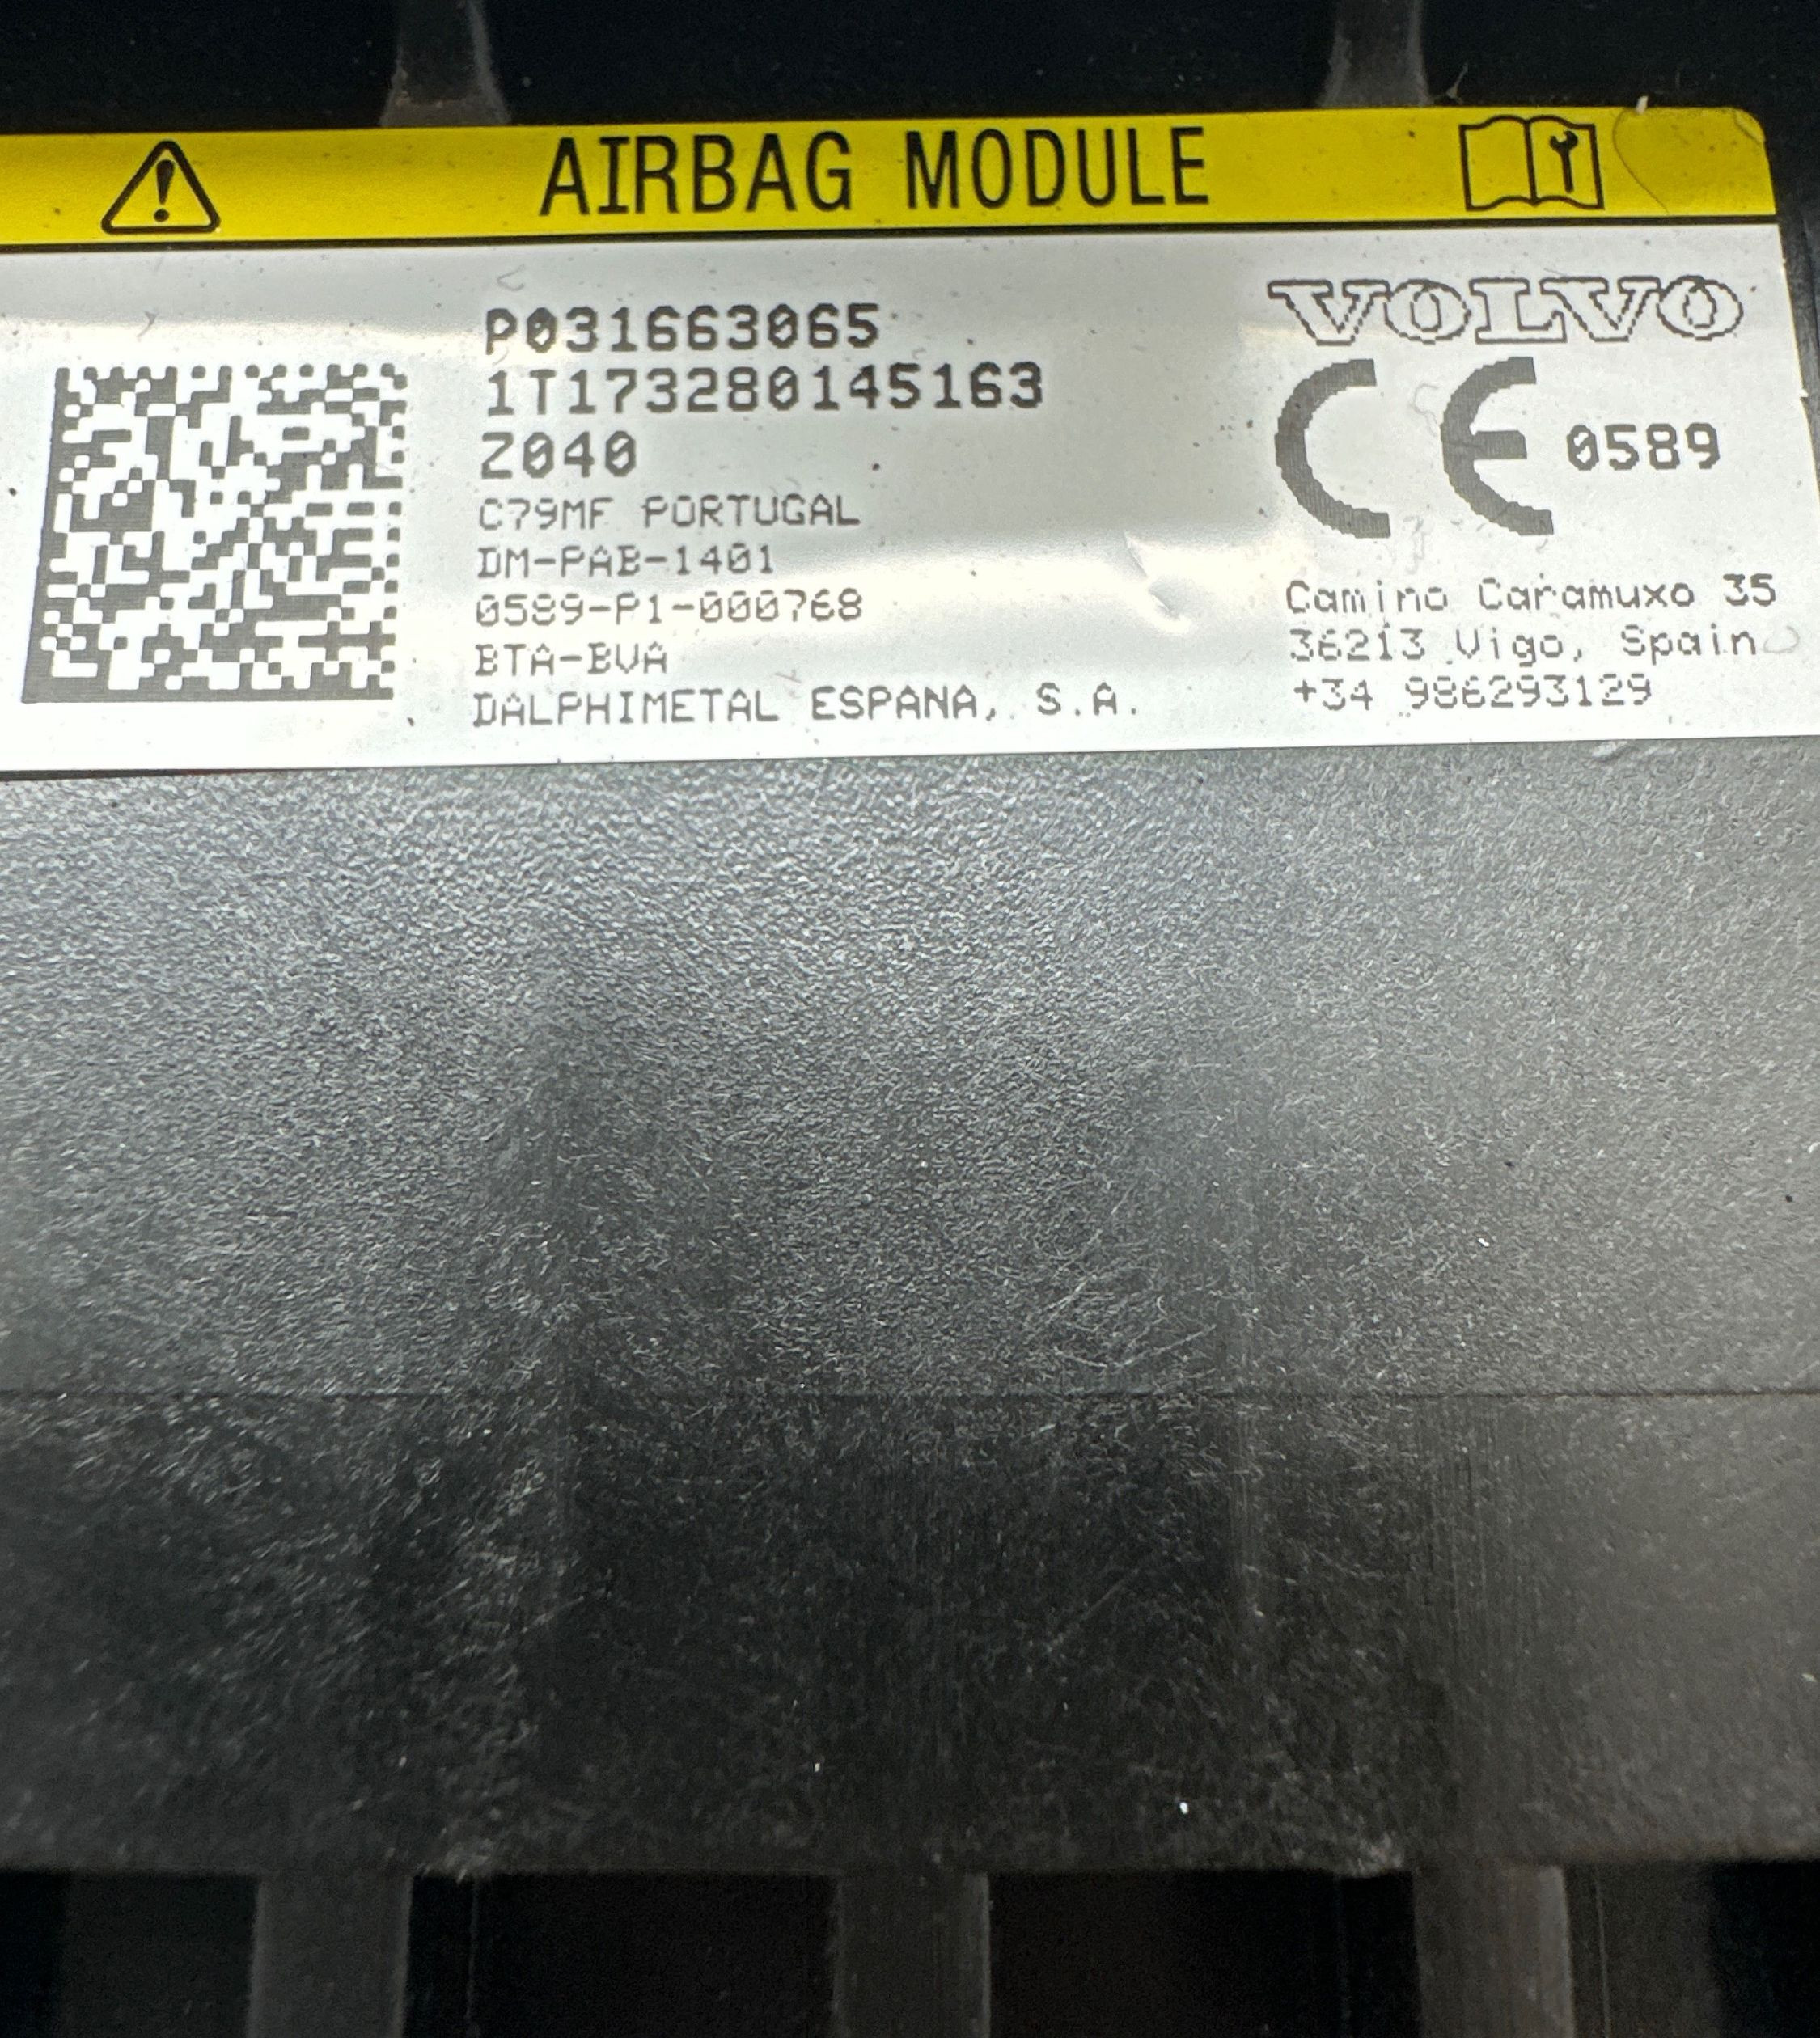 AIRBAG MODULE
P031663065
1T173280145163
Z040
C79MF PORTUGAL
DM-PAB-1401
0589-P1-000768
BTA-BVA
DALPHIMETAL ESPANA, S.A.
VOLVO
CE 0589
Camino Caramuxo 35
36213 Vigo, Spain
+34 986293129